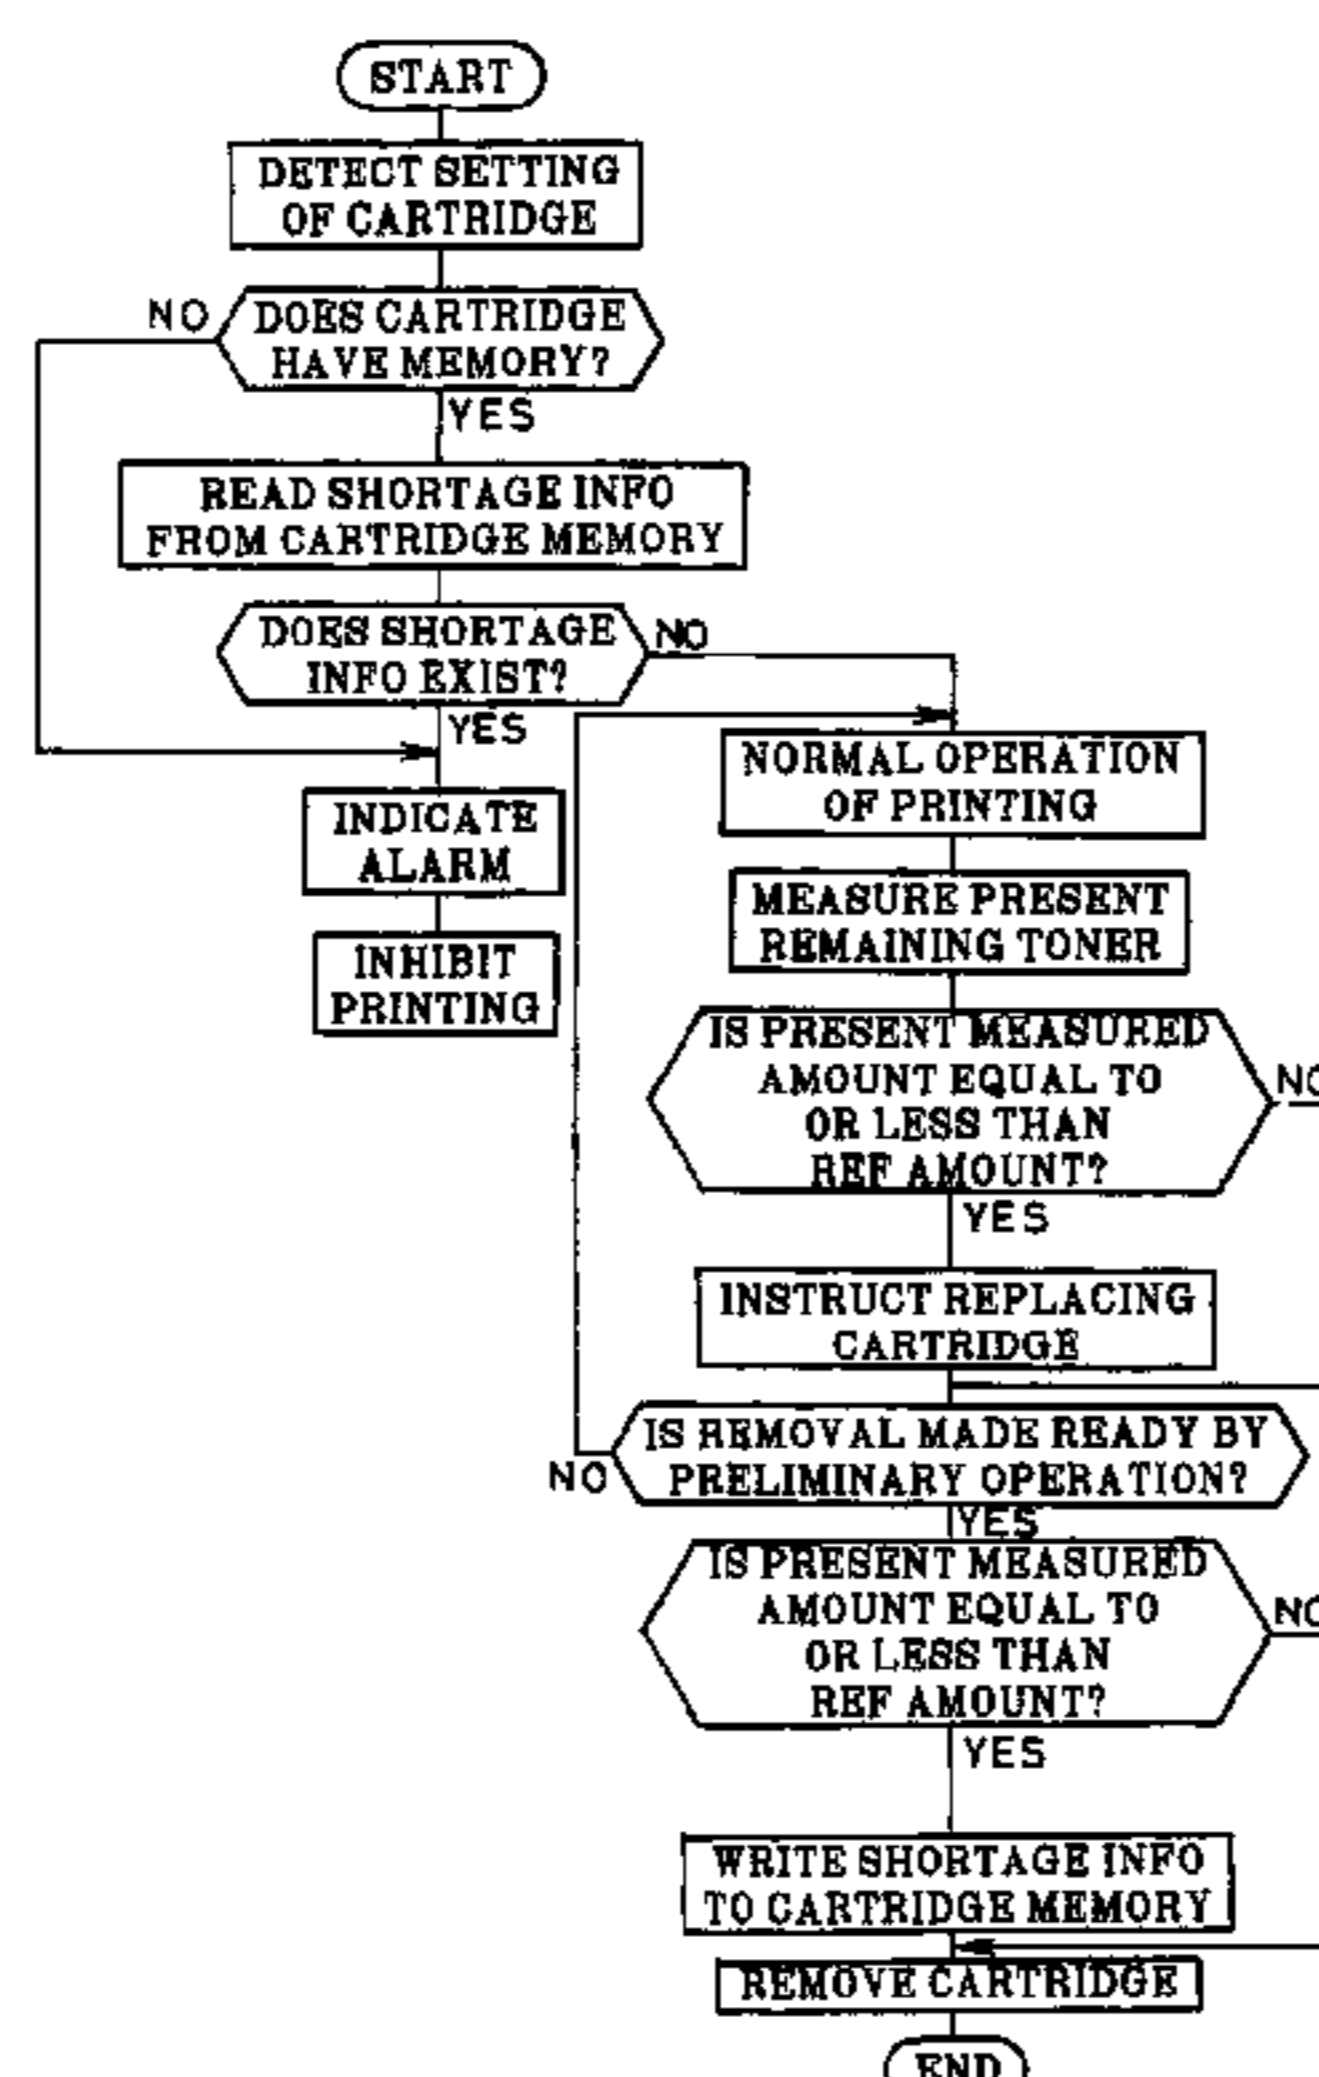 START
DETECT SETTING
OF CARTRIDGE
NO
DOES CARTRIDGE
HAVE MEMORY?
YES
READ SHORTAGE INFO
FROM CARTRIDGE MEMORY
DOES SHORTAGE
INFO EXIST?
NO
YES
INDICATE
ALARM
INHIBIT
PRINTING
NORMAL OPERATION
OF PRINTING
MEASURE PRESENT
REMAINING TONER
IS PRESENT MEASURED
AMOUNT EQUAL TO
OR LESS THAN
REF AMOUNT?
NO
YES
INSTRUCT REPLACING
CARTRIDGE
IS REMOVAL MADE READY BY
PRELIMINARY OPERATION?
NO
YES
IS PRESENT MEASURED
AMOUNT EQUAL TO
OR LESS THAN
REF AMOUNT?
NO
YES
WRITE SHORTAGE INFO
TO CARTRIDGE MEMORY
REMOVE CARTRIDGE
END